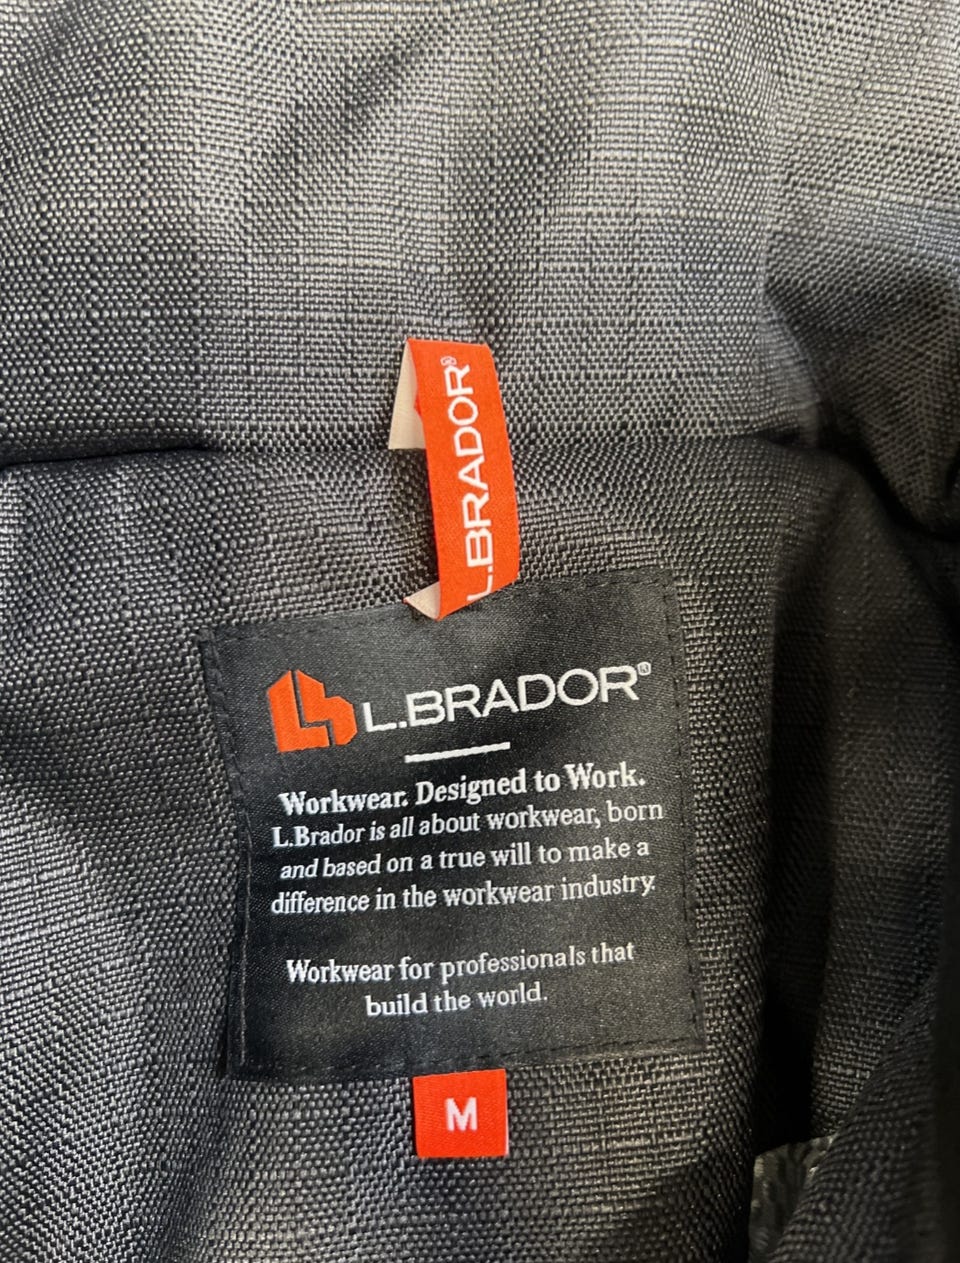 L.BRADOR®
L.BRADOR®
Workwear. Designed to Work.
L.Brador is all about workwear, born
and based on a true will to make a
difference in the workwear industry.
Workwear for professionals that
build the world.
M